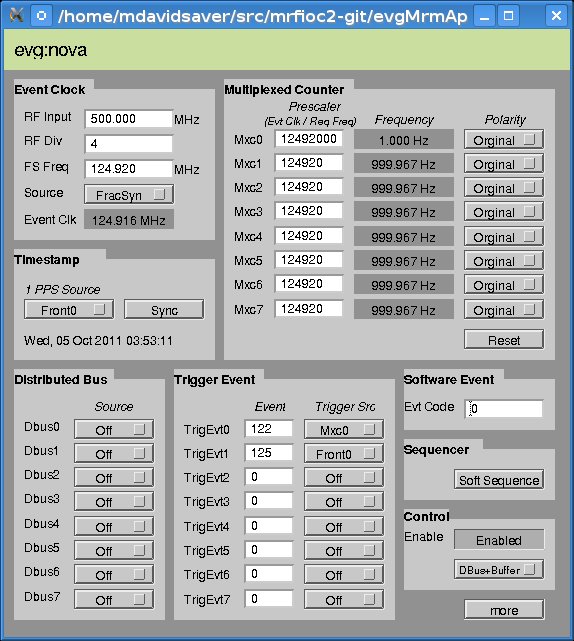 /home/mdavidsaver/src/mrfioc2-git/evgMrmAp
evg:nova
Event Clock
RF Input 500.000 MHz
RF Div 4
FS Freq 124.920 MHz
Source FracSyn
Event Clk 124.916 MHz
Multiplexed Counter
Prescaler Frequency Polarity
(Evt Clk / Req Freq)
Mxc0 12492000 1.000 Hz Orginal
Mxc1 124920 999.967 Hz Orginal
Mxc2 124920 999.967 Hz Orginal
Mxc3 124920 999.967 Hz Orginal
Mxc4 124920 999.967 Hz Orginal
Mxc5 124920 999.967 Hz Orginal
Mxc6 124920 999.967 Hz Orginal
Mxc7 124920 999.967 Hz Orginal
Reset
Timestamp
1 PPS Source
Front0 Sync
Wed, 05 Oct 2011 03:53:11
Distributed Bus
Source
Dbus0 Off
Dbus1 Off
Dbus2 Off
Dbus3 Off
Dbus4 Off
Dbus5 Off
Dbus6 Off
Dbus7 Off
Trigger Event
Event Trigger Src
TrigEvt0 122 Mxc0
TrigEvt1 125 Front0
TrigEvt2 0 Off
TrigEvt3 0 Off
TrigEvt4 0 Off
TrigEvt5 0 Off
TrigEvt6 0 Off
TrigEvt7 0 Off
Software Event
Evt Code 0
Sequencer
Soft Sequence
Control
Enable Enabled
DBus+Buffer
more